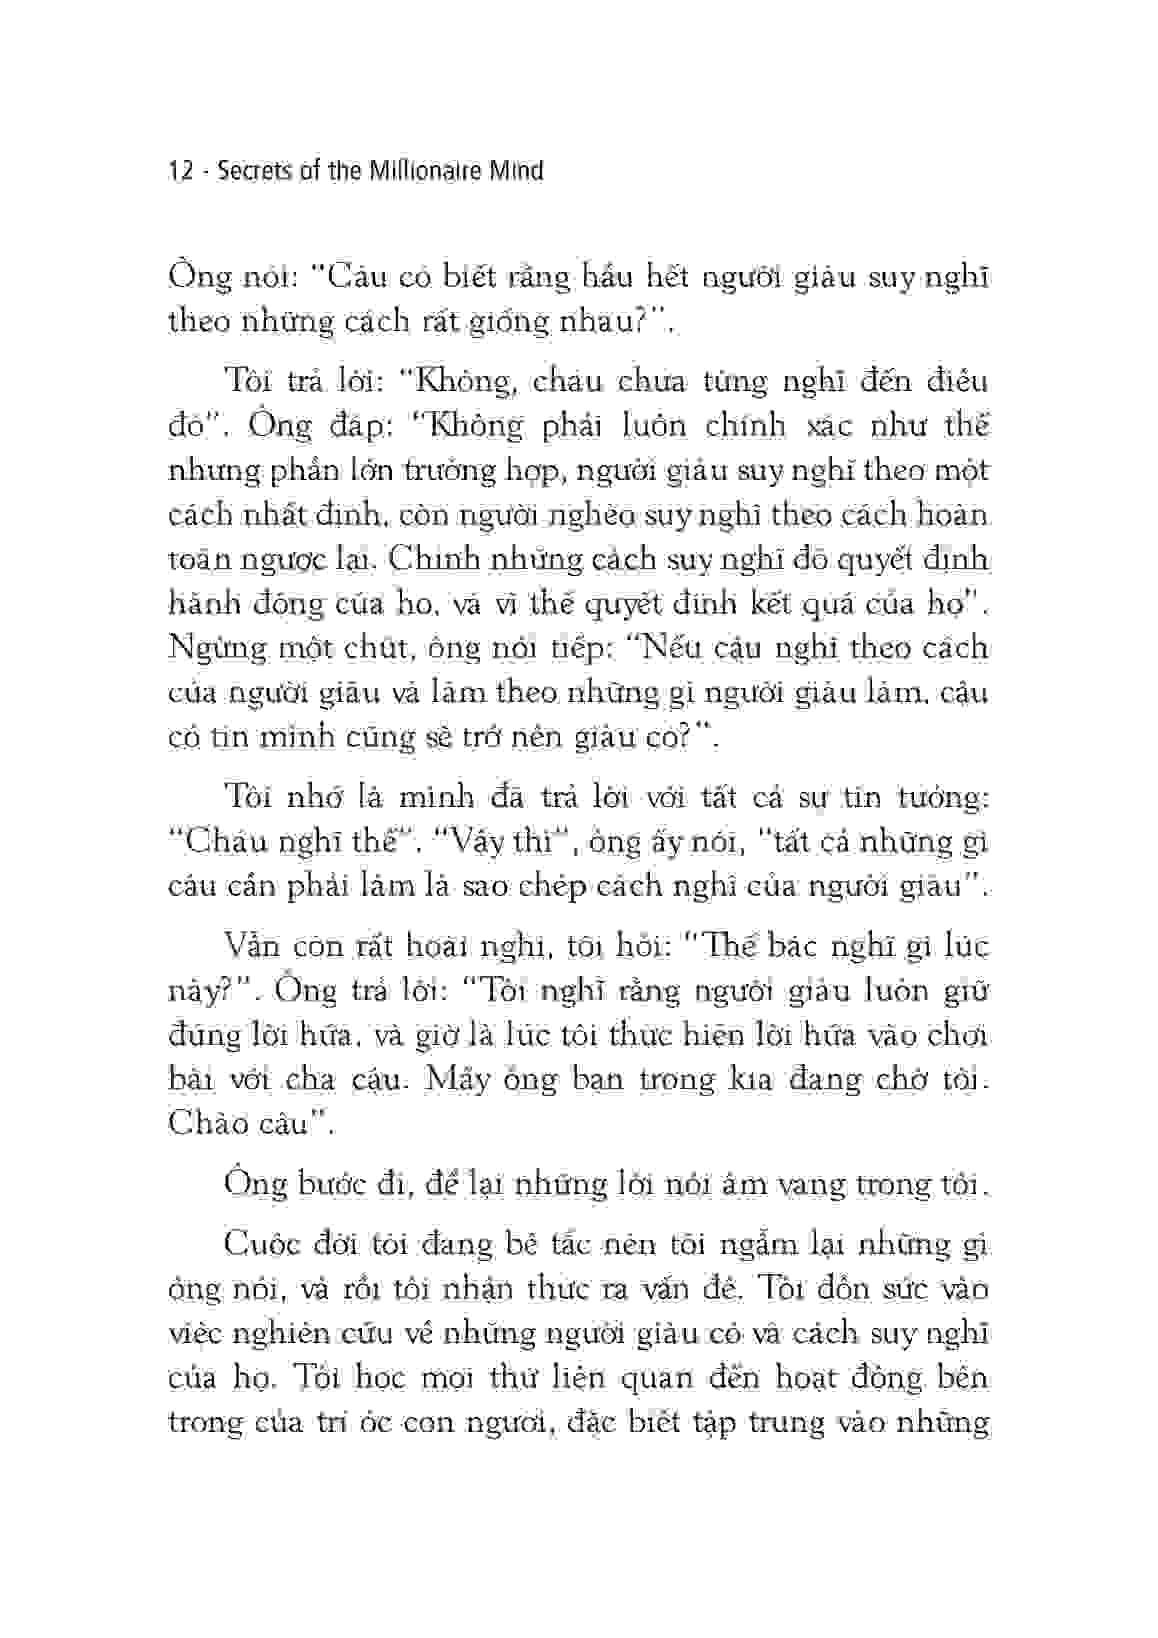 12 - Secrets of the Millionaire Mind
Ông nói: “Cậu có biết rằng hầu hết người giàu suy nghĩ
theo những cách rất giống nhau?”.
Tôi trả lời: “Không, cháu chưa từng nghĩ đến điều
đó”. Ông đáp: “Không phải luôn chính xác như thế
nhưng phần lớn trường hợp, người giàu suy nghĩ theo một
cách nhất định, còn người nghèo suy nghĩ theo cách hoàn
toàn ngược lại. Chính những cách suy nghĩ đó quyết định
hành động của họ, và vì thế quyết định kết quả của họ”.
Ngừng một chút, ông nói tiếp: “Nếu cậu nghĩ theo cách
của người giàu và làm theo những gì người giàu làm, cậu
có tin mình cũng sẽ trở nên giàu có?”.
Tôi nhớ là mình đã trả lời với tất cả sự tin tưởng:
“Cháu nghĩ thế”. “Vậy thì”, ông ấy nói, “tất cả những gì
cậu cần phải làm là sao chép cách nghĩ của người giàu”.
Vẫn còn rất hoài nghi, tôi hỏi: “Thế bác nghĩ gì lúc
này?”. Ông trả lời: “Tôi nghĩ rằng người giàu luôn giữ
đúng lời hứa, và giờ là lúc tôi thực hiện lời hứa vào chơi
bài với cha cậu. Mấy ông bạn trong kia đang chờ tôi.
Chào cậu”.
Ông bước đi, để lại những lời nói âm vang trong tôi.
Cuộc đời tôi đang bế tắc nên tôi ngẫm lại những gì
ông nói, và rồi tôi nhận thức ra vấn đề. Tôi dồn sức vào
việc nghiên cứu về những người giàu có và cách suy nghĩ
của họ. Tôi học mọi thứ liên quan đến hoạt động bên
trong của trí óc con người, đặc biệt tập trung vào những